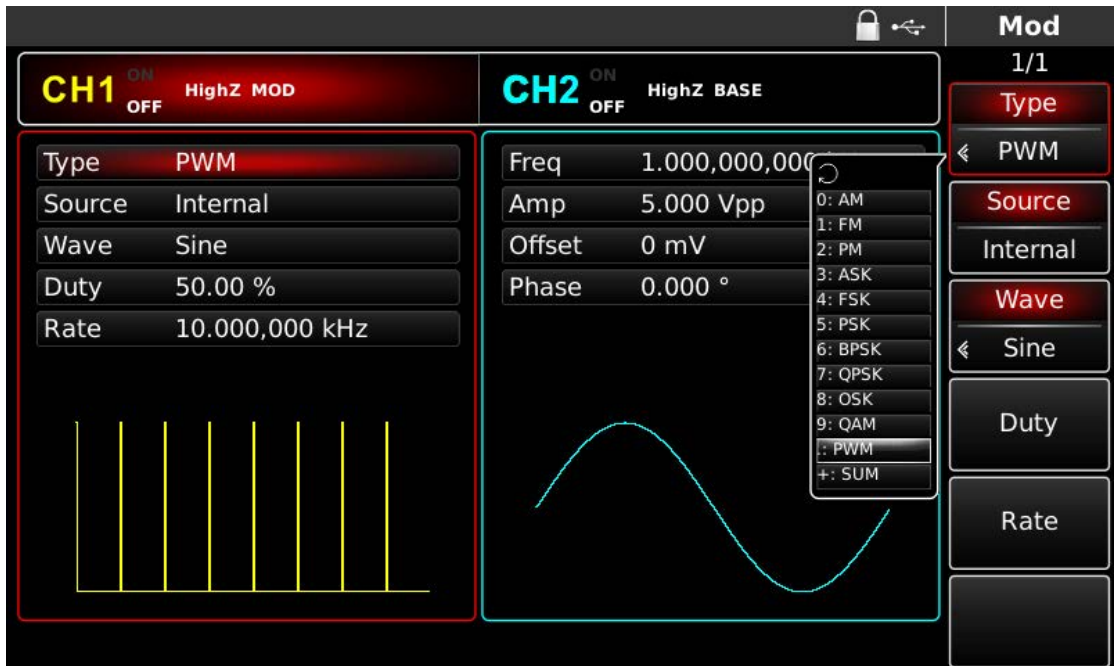 Mod
1/1
CH1 ON OFF HighZ MOD
CH2 ON OFF HighZ BASE
Type PWM
Source Internal
Wave Sine
Duty 50.00 %
Rate 10.000,000 kHz
Freq 1.000,000,000
Amp 5.000 Vpp
Offset 0 mV
Phase 0.000 °
0: AM
1: FM
2: PM
3: ASK
4: FSK
5: PSK
6: BPSK
7: QPSK
8: OSK
9: QAM
.: PWM
+: SUM
Type
PWM
Source
Internal
Wave
Sine
Duty
Rate